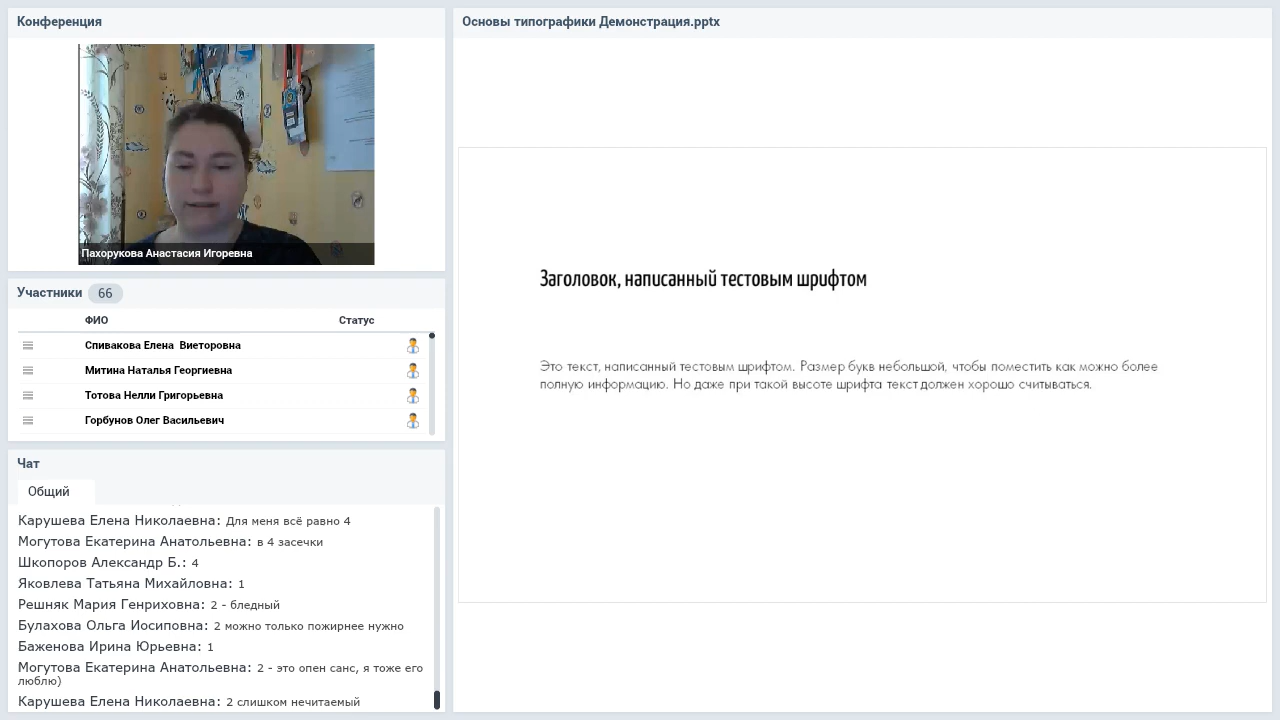 Конференция
Пахорукова Анастасия Игоревна
Участники 66
ФИО Статус
Спивакова Елена Виеторовна
Митина Наталья Георгиевна
Тотова Нелли Григорьевна
Горбунов Олег Васильевич
Чат
Общий
Карушева Елена Николаевна: Для меня всё равно 4
Могутова Екатерина Анатольевна: в 4 засечки
Шкопоров Александр Б.: 4
Яковлева Татьяна Михайловна: 1
Решняк Мария Генриховна: 2 - бледный
Булахова Ольга Иосиповна: 2 можно только пожирнее нужно
Баженова Ирина Юрьевна: 1
Могутова Екатерина Анатольевна: 2 - это опен санс, я тоже его
люблю)
Карушева Елена Николаевна: 2 слишком нечитаемый
Основы типографики Демонстрация.pptx
Заголовок, написанный тестовым шрифтом
Это текст, написанный тестовым шрифтом. Размер букв небольшой, чтобы поместить как можно более
полную информацию. Но даже при такой высоте шрифта текст должен хорошо считываться.